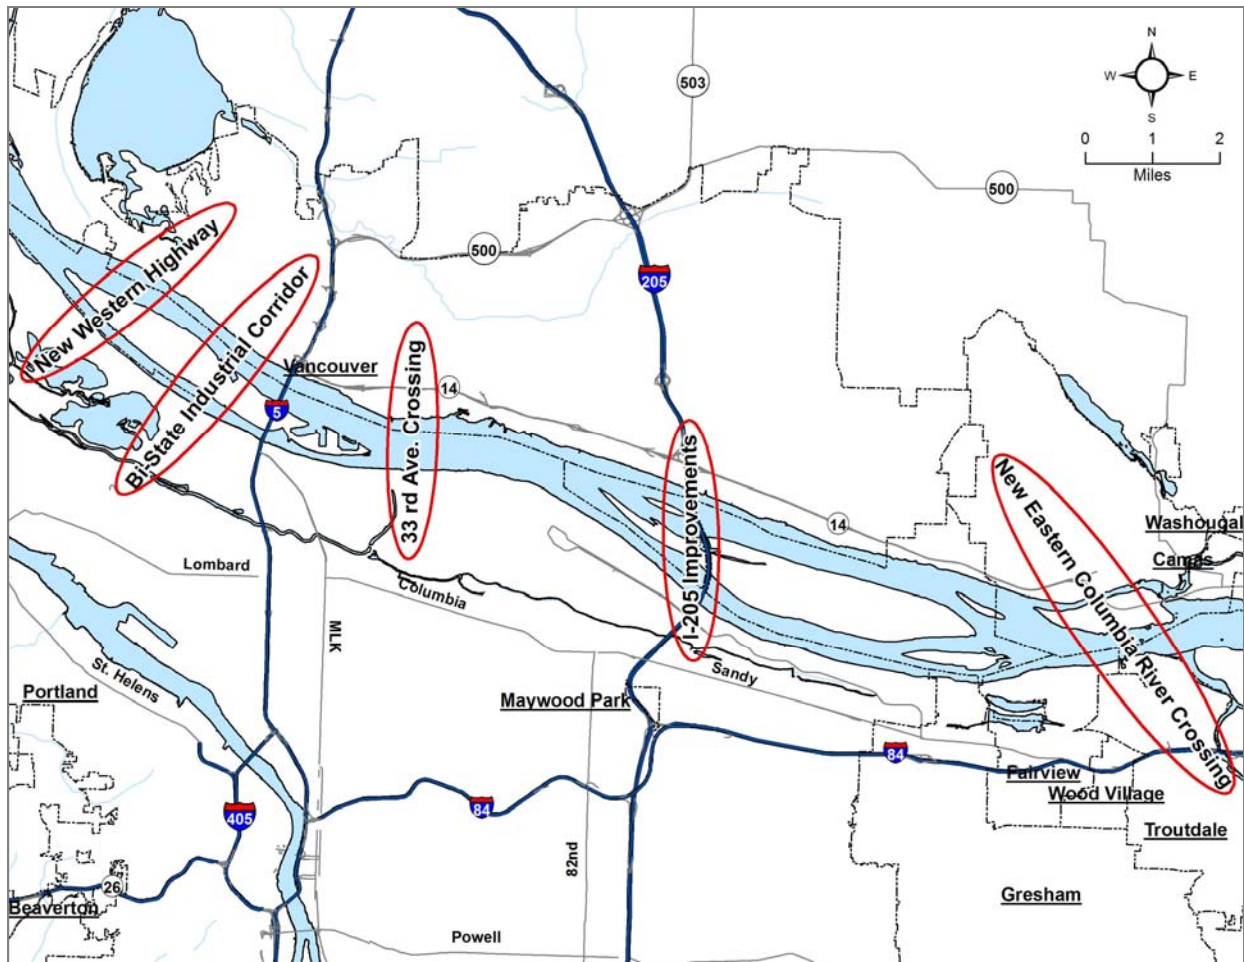 N
W E
S
0 1 2
Miles
503
500
500
205
New Western Highway
Bi-State Industrial Corridor
Vancouver
14
5
33 rd Ave. Crossing
I-205 Improvements
14
New Eastern Columbia River Crossing
Washougal
Camas
Lombard
Columbia
MLK
St. Helens
Portland
Sandy
Maywood Park
84
Fairview
Wood Village
Troutdale
84
405
82nd
26
Beaverton
Gresham
Powell